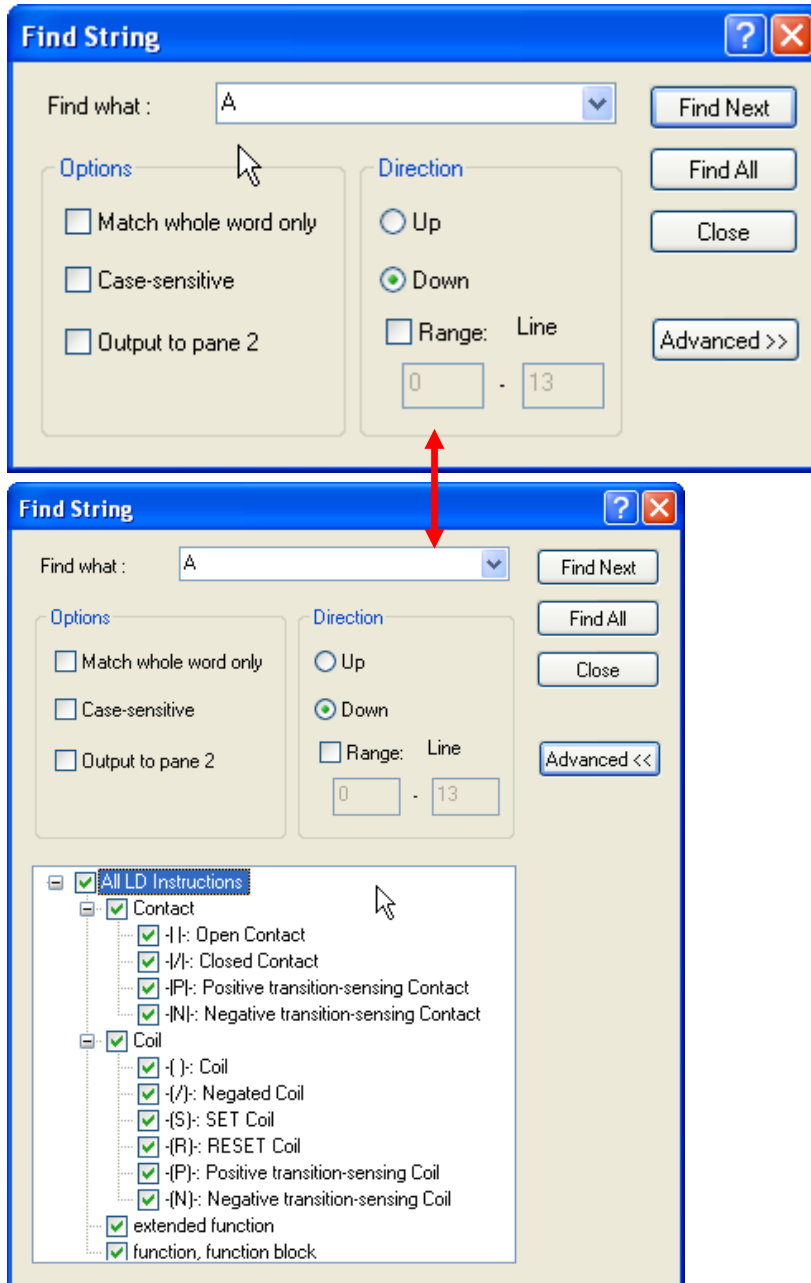 Find String
Find what :
A
Find Next
Options
Direction
Find All
Match whole word only
Up
Close
Case-sensitive
Down
Output to pane 2
Range:
Line
Advanced >>
0
-
13
Find String
Find what :
A
Find Next
Options
Direction
Find All
Match whole word only
Up
Close
Case-sensitive
Down
Output to pane 2
Range:
Line
Advanced <<
0
-
13
All LD Instructions
Contact
-| |-: Open Contact
-|/|-: Closed Contact
-|P|-: Positive transition-sensing Contact
-|N|-: Negative transition-sensing Contact
Coil
-( )-: Coil
-(/)-: Negated Coil
-(S)-: SET Coil
-(R)-: RESET Coil
-(P)-: Positive transition-sensing Coil
-(N)-: Negative transition-sensing Coil
extended function
function, function block